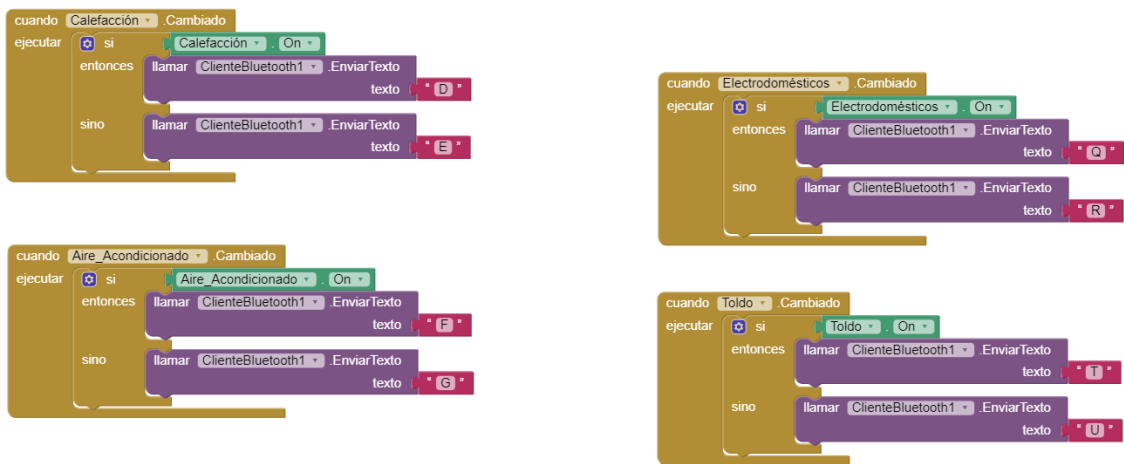 cuando Calefacción .Cambiado
ejecutar si Calefacción . On
entonces llamar ClienteBluetooth1 .EnviarTexto
texto " D "
sino llamar ClienteBluetooth1 .EnviarTexto
texto " E "
cuando Aire_Acondicionado .Cambiado
ejecutar si Aire_Acondicionado . On
entonces llamar ClienteBluetooth1 .EnviarTexto
texto " F "
sino llamar ClienteBluetooth1 .EnviarTexto
texto " G "
cuando Electrodomésticos .Cambiado
ejecutar si Electrodomésticos . On
entonces llamar ClienteBluetooth1 .EnviarTexto
texto " Q "
sino llamar ClienteBluetooth1 .EnviarTexto
texto " R "
cuando Toldo .Cambiado
ejecutar si Toldo . On
entonces llamar ClienteBluetooth1 .EnviarTexto
texto " T "
sino llamar ClienteBluetooth1 .EnviarTexto
texto " U "